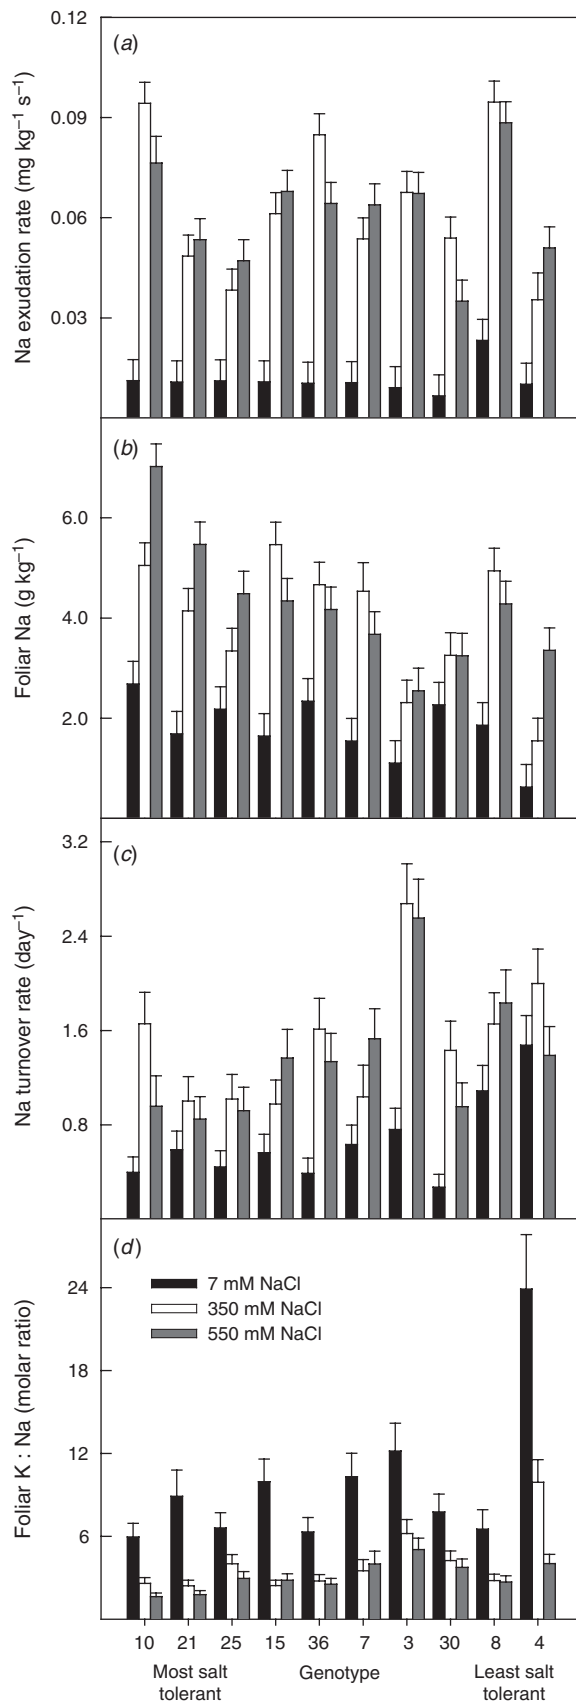 0.12
(a)
0.09
0.06
0.03
Na exudation rate (mg kg⁻¹ s⁻¹)
(b)
6.0
4.0
2.0
Foliar Na (g kg⁻¹)
3.2
(c)
2.4
1.6
0.8
Na turnover rate (day⁻¹)
(d)
7 mM NaCl
350 mM NaCl
550 mM NaCl
24
18
12
6
Foliar K : Na (molar ratio)
10 21 25 15 36 7 3 30 8 4
Most salt tolerant
Genotype
Least salt tolerant